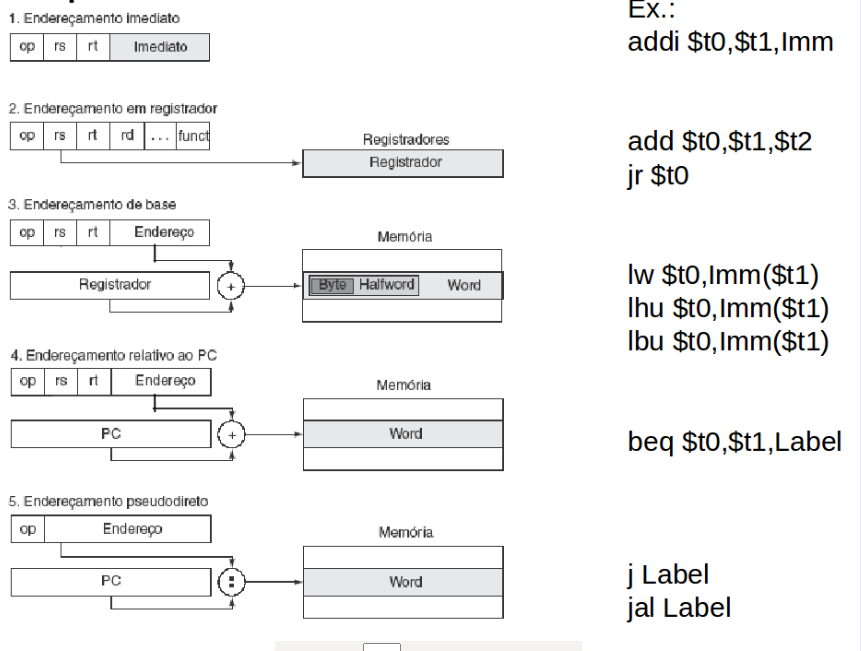 Ex.:
1. Endereçamento imediato
op rs rt Imediato
addi $t0,$t1,Imm
2. Endereçamento em registrador
op rs rt rd ... funct
Registradores
Registrador
add $t0,$t1,$t2
jr $t0
3. Endereçamento de base
op rs rt Endereço
Memória
Registrador
+
Byte Halfword Word
lw $t0,Imm($t1)
lhu $t0,Imm($t1)
lbu $t0,Imm($t1)
4. Endereçamento relativo ao PC
op rs rt Endereço
Memória
PC
+
Word
beq $t0,$t1,Label
5. Endereçamento pseudodireto
op Endereço
Memória
PC
:
Word
j Label
jal Label